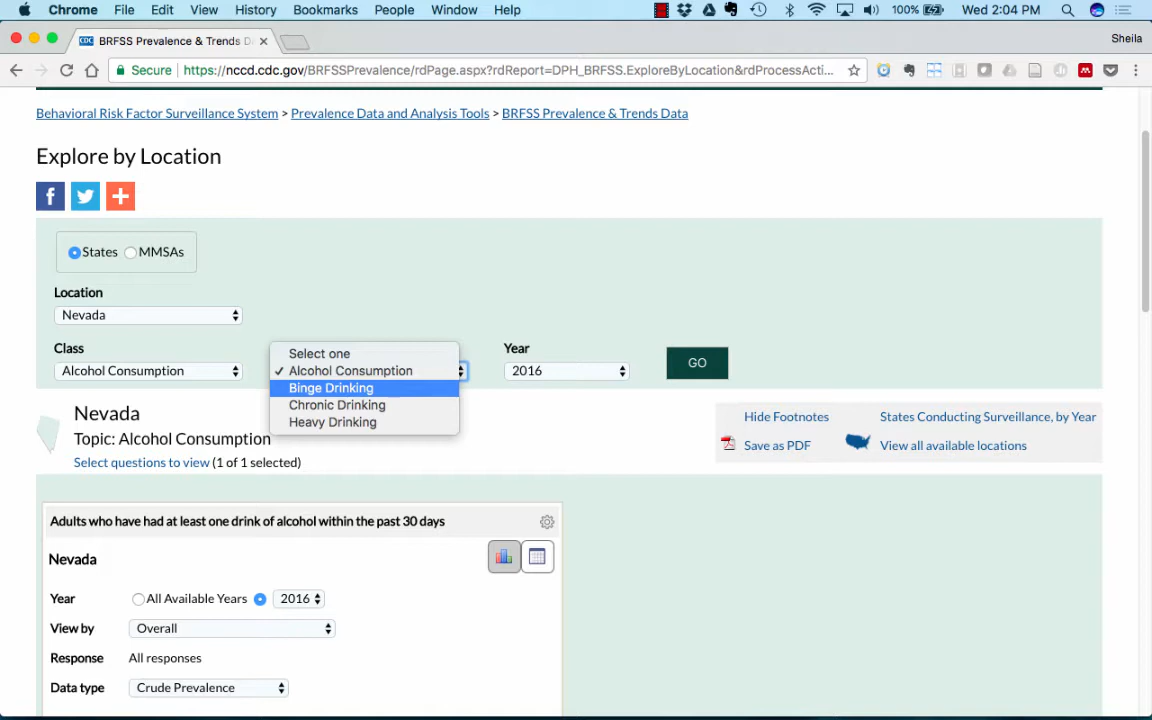 Chrome File Edit View History Bookmarks People Window Help 100% Wed 2:04 PM
CDC BRFSS Prevalence & Trends D
Sheila
Secure https://nccd.cdc.gov/BRFSSPrevalence/rdPage.aspx?rdReport=DPH_BRFSS.ExploreByLocation&rdProcessActi...
Behavioral Risk Factor Surveillance System > Prevalence Data and Analysis Tools > BRFSS Prevalence & Trends Data
Explore by Location
States MMSAs
Location
Nevada
Class
Alcohol Consumption
Select one
✓ Alcohol Consumption
Binge Drinking
Chronic Drinking
Heavy Drinking
Year
2016
GO
Nevada
Topic: Alcohol Consumption
Select questions to view (1 of 1 selected)
Hide Footnotes
States Conducting Surveillance, by Year
Save as PDF
View all available locations
Adults who have had at least one drink of alcohol within the past 30 days
Nevada
Year All Available Years 2016
View by Overall
Response All responses
Data type Crude Prevalence